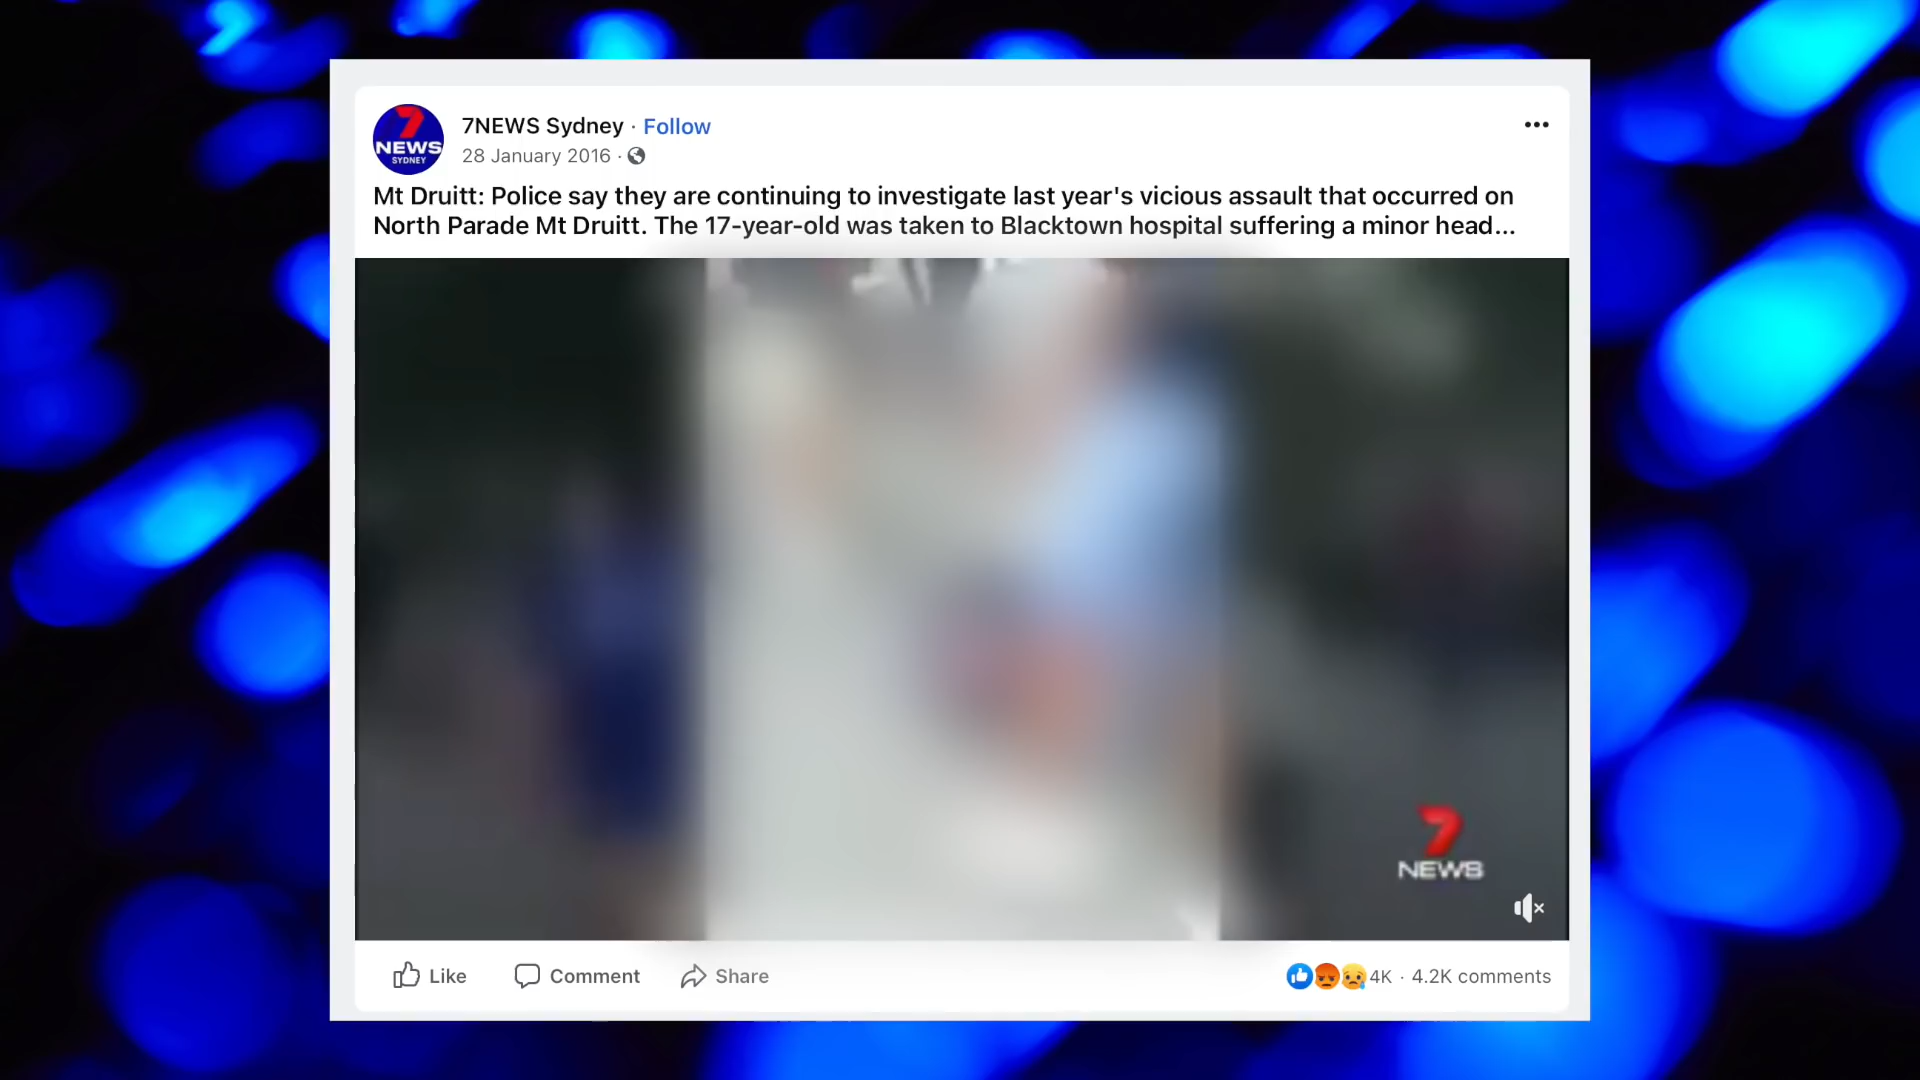 7NEWS Sydney · Follow
28 January 2016 ·
Mt Druitt: Police say they are continuing to investigate last year's vicious assault that occurred on
North Parade Mt Druitt. The 17-year-old was taken to Blacktown hospital suffering a minor head...
7
NEWS
SYDNEY
7
NEWS
Like
Comment
Share
4K · 4.2K comments